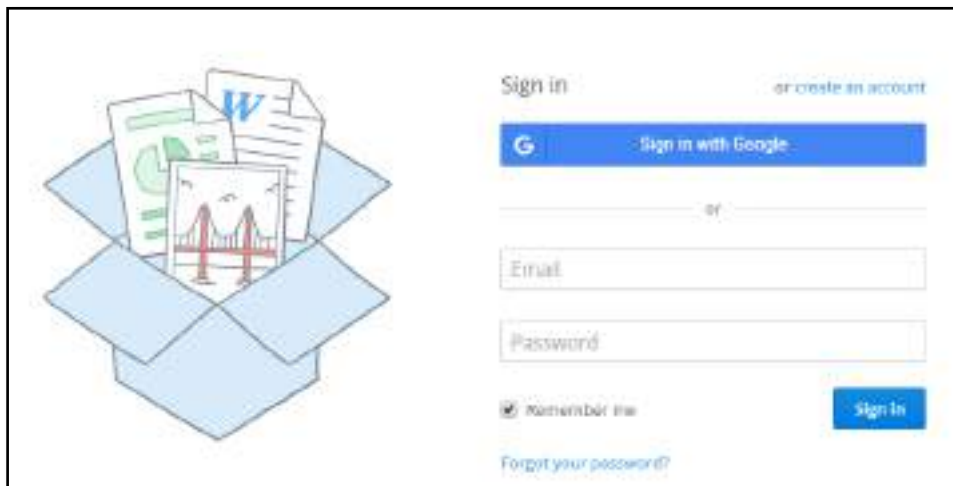 W
Sign in
or create an account
G Sign in with Google
or
Email
Password
Remember me
Sign in
Forgot your password?